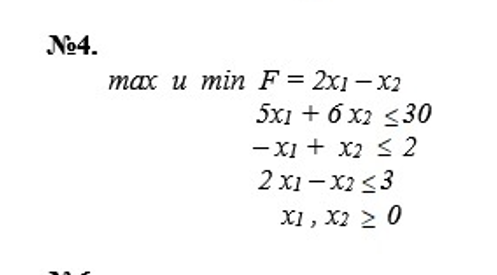 №4.
max и min F = 2x1 – x2
5x1 + 6 x2 ≤ 30
– x1 + x2 ≤ 2
2 x1 – x2 ≤ 3
x1 , x2 ≥ 0